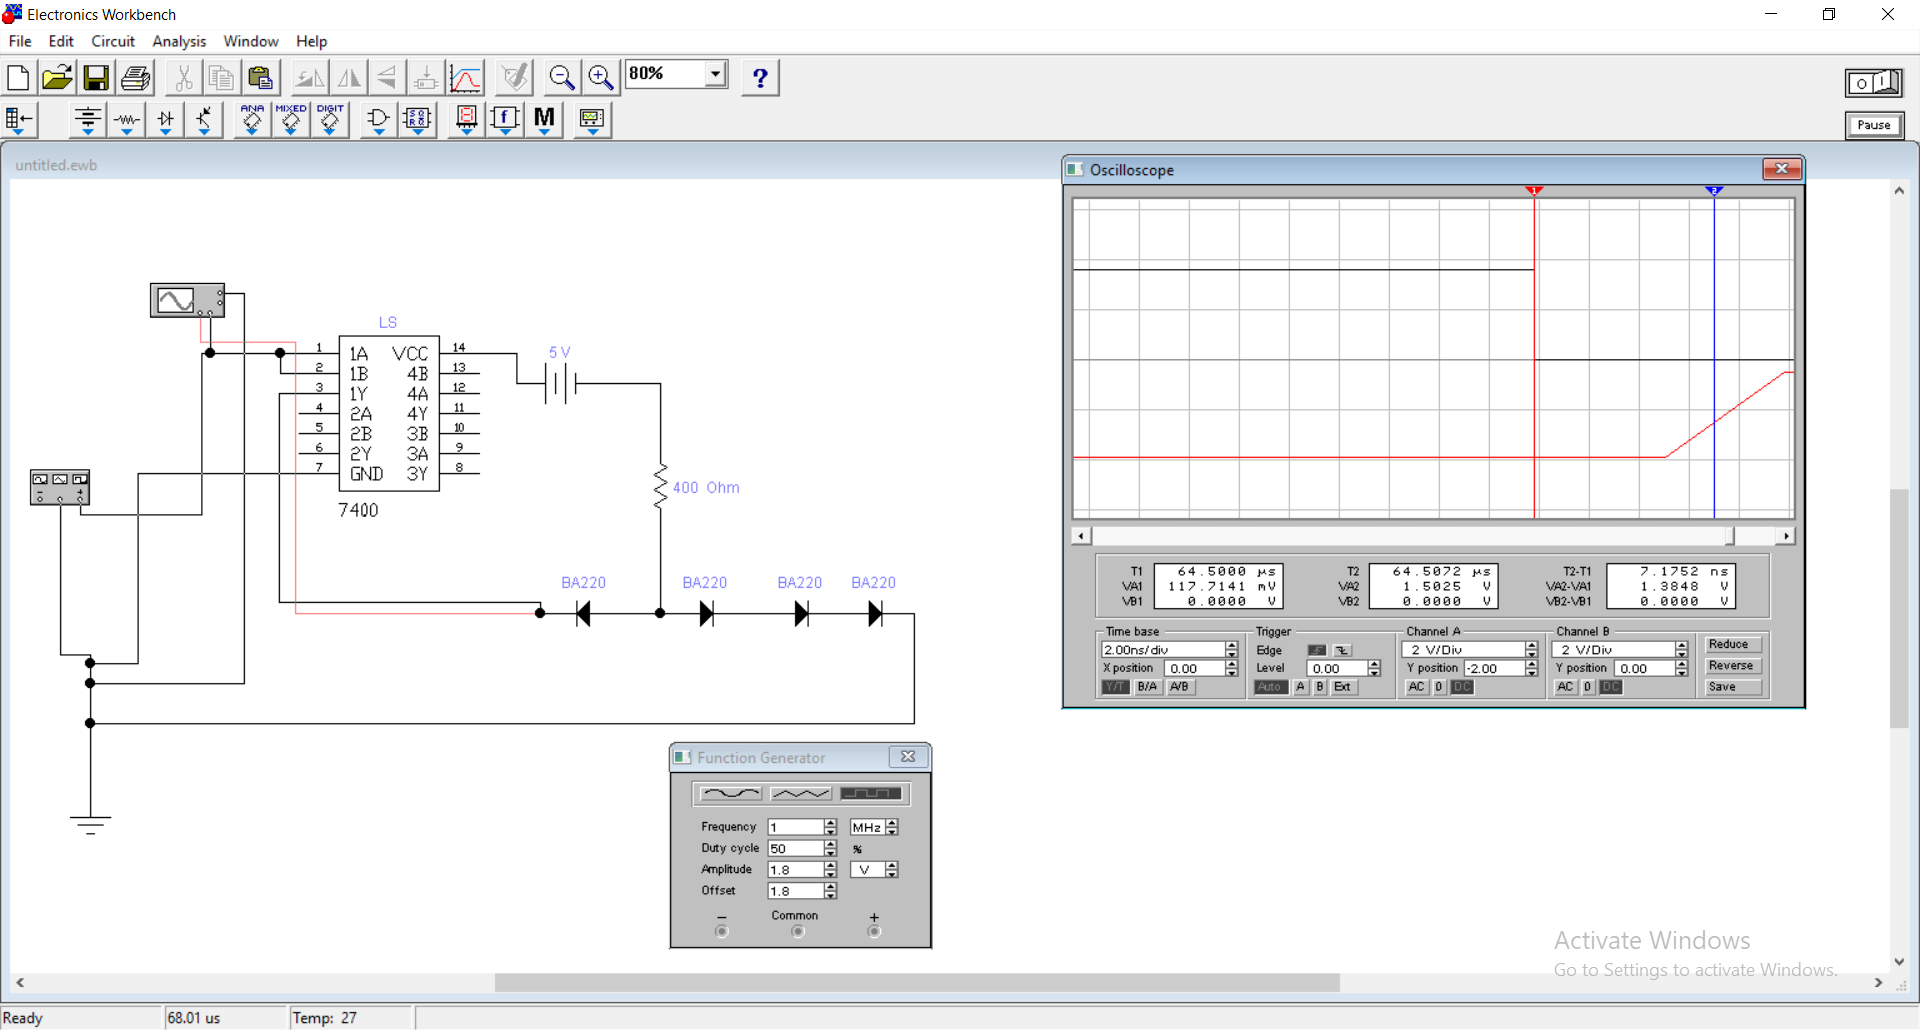 Electronics Workbench
File Edit Circuit Analysis Window Help
80%
?
ANA MIXED DIGIT
f M
Pause
untitled.ewb
Oscilloscope
1 2
LS
1 1A VCC 14
2 1B 4B 13
3 1Y 4A 12
4 2A 4Y 11
5 2B 3B 10
6 2Y 3A 9
7 GND 3Y 8
7400
5 V
400 Ohm
BA220 BA220 BA220 BA220
T1 64.5000 µs T2 64.5072 µs T2-T1 7.1752 ns
VA1 117.7141 mV VA2 1.5025 V VA2-VA1 1.3848 V
VB1 0.0000 V VB2 0.0000 V VB2-VB1 0.0000 V
Time base Trigger Channel A Channel B
2.00ns/div Edge 2 V/Div 2 V/Div Reduce
X position 0.00 Level 0.00 Y position -2.00 Y position 0.00 Reverse
Y/T B/A A/B Auto A B Ext AC 0 DC AC 0 DC Save
Function Generator
Frequency 1 MHz
Duty cycle 50 %
Amplitude 1.8 V
Offset 1.8
− Common +
Activate Windows
Go to Settings to activate Windows.
Ready 68.01 us Temp: 27